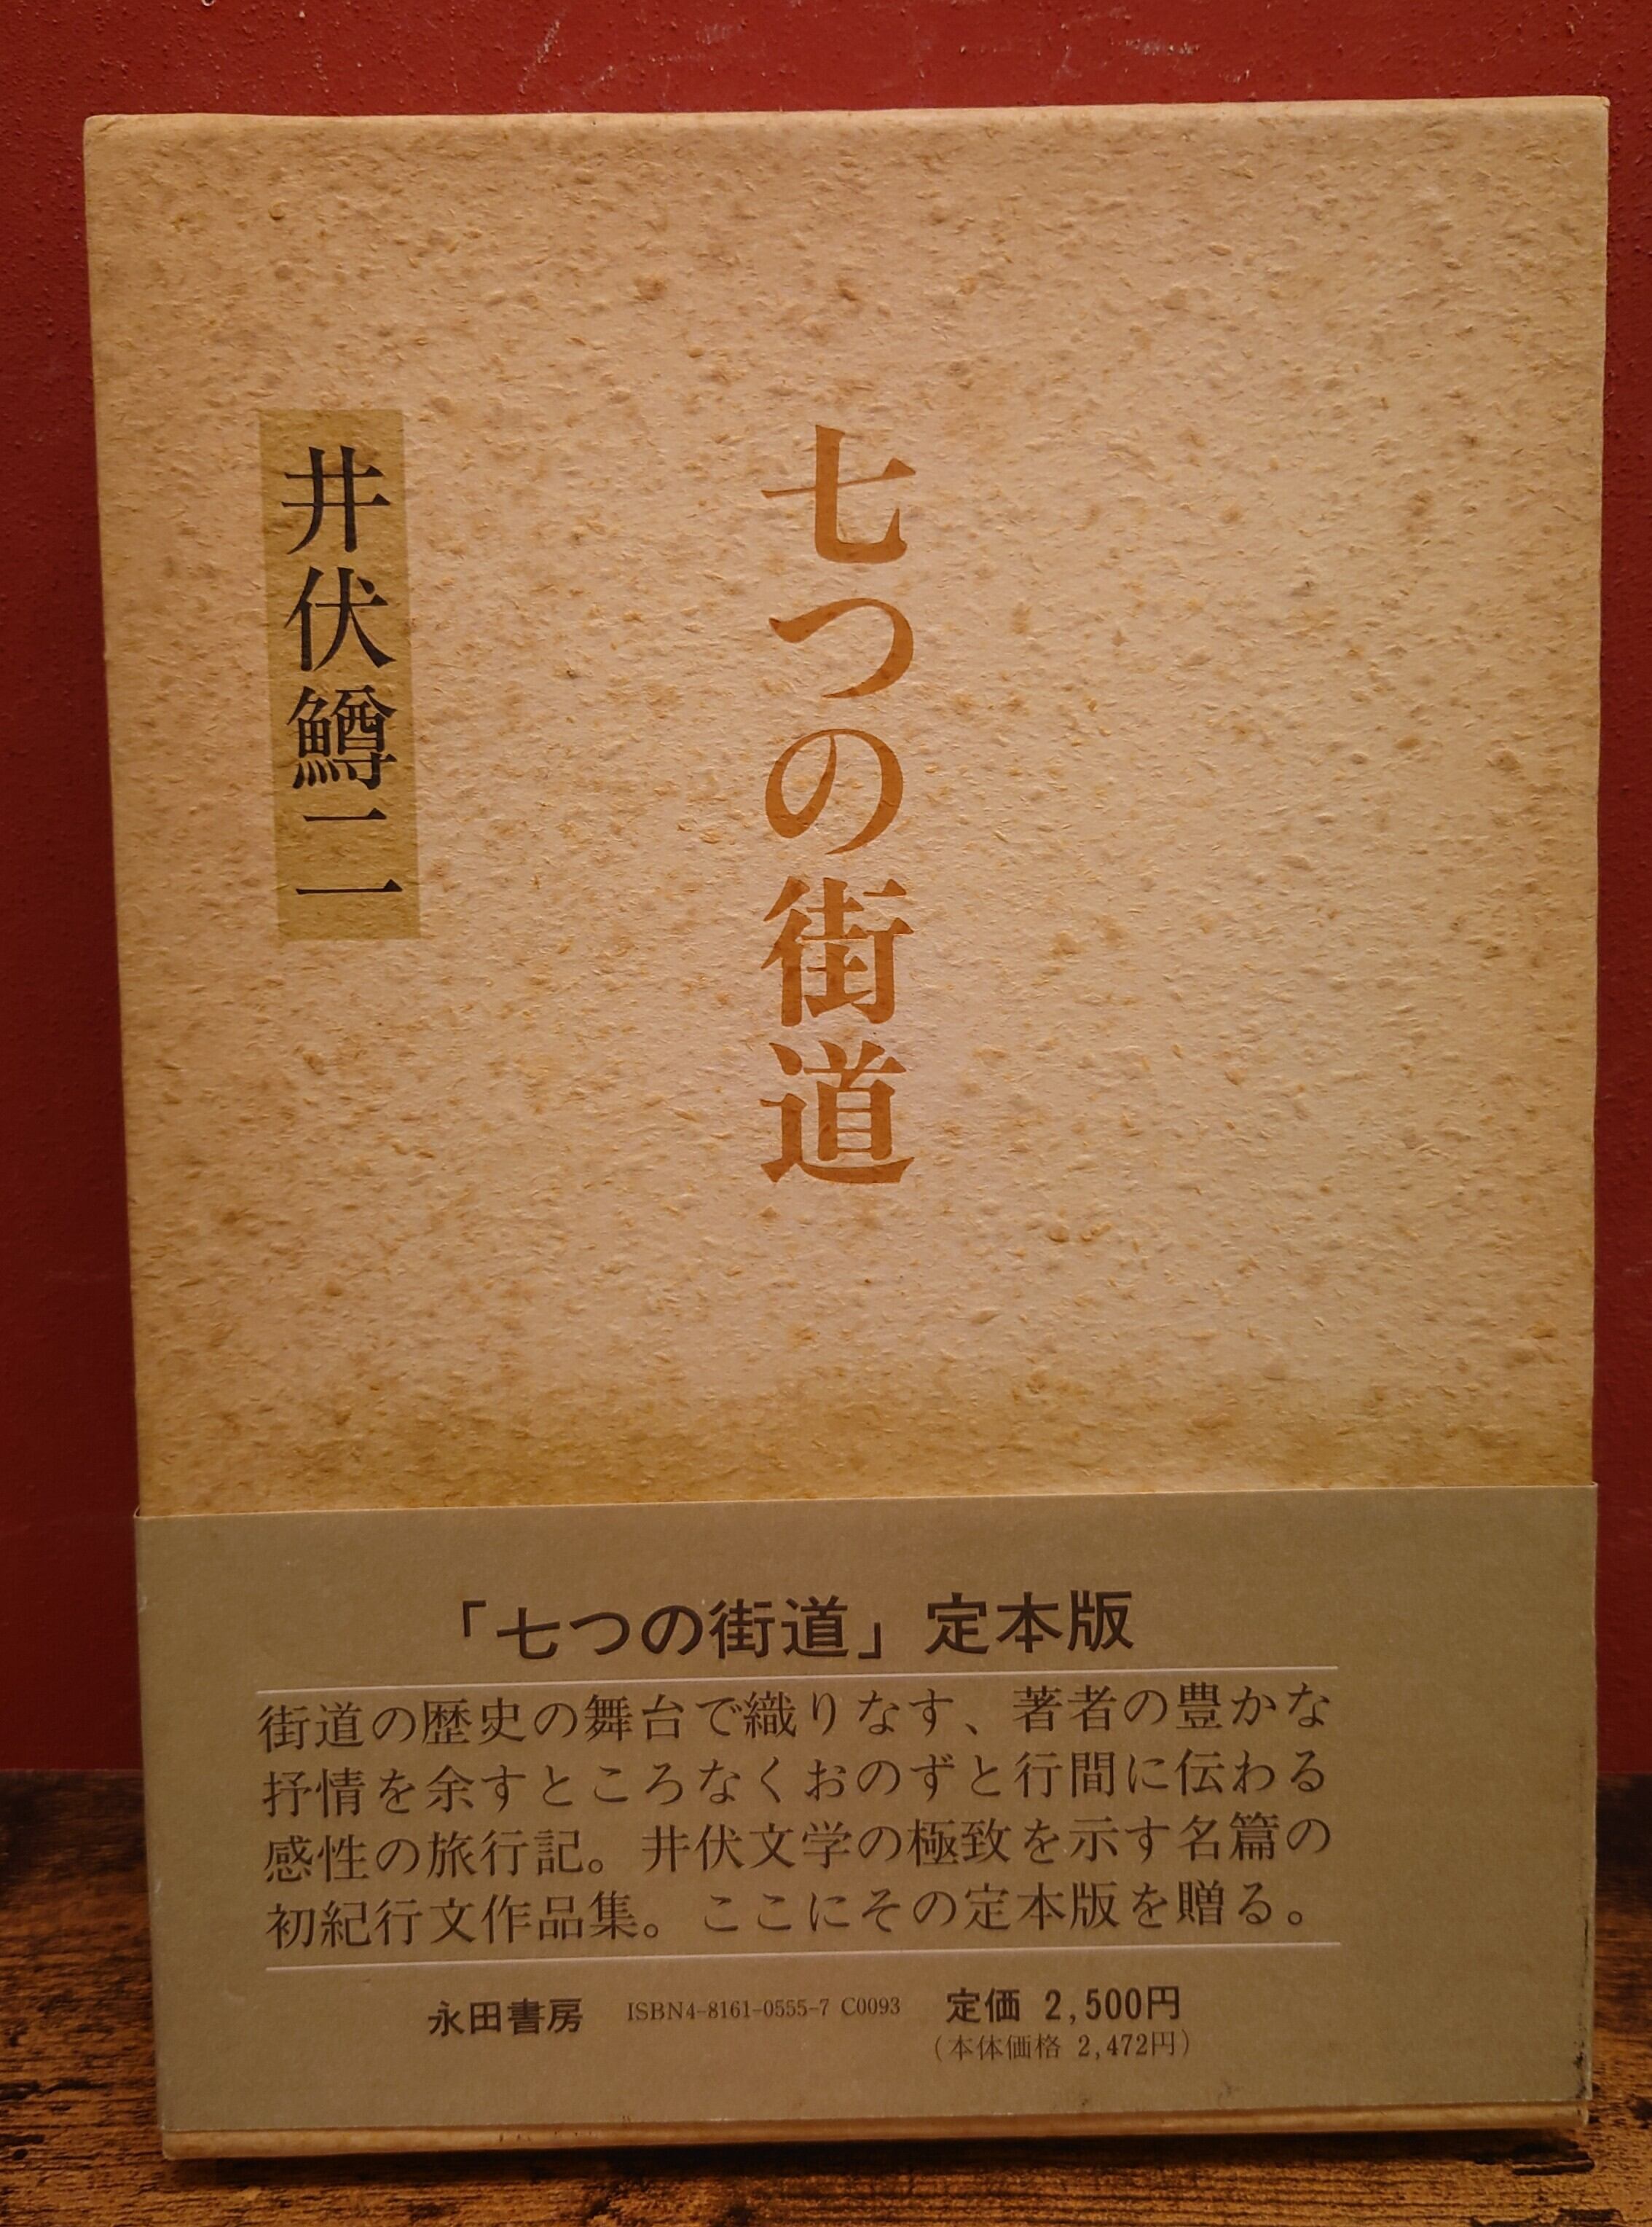 七つの街道
井伏鱒二
「七つの街道」定本版
街道の歴史の舞台で織りなす、著者の豊かな
抒情を余すところなくおのずと行間に伝わる
感性の旅行記。井伏文学の極致を示す名篇の
初紀行文作品集。ここにその定本版を贈る。
永田書房 ISBN4-8161-0555-7 C0093 定価 2,500円
(本体価格 2,472円)